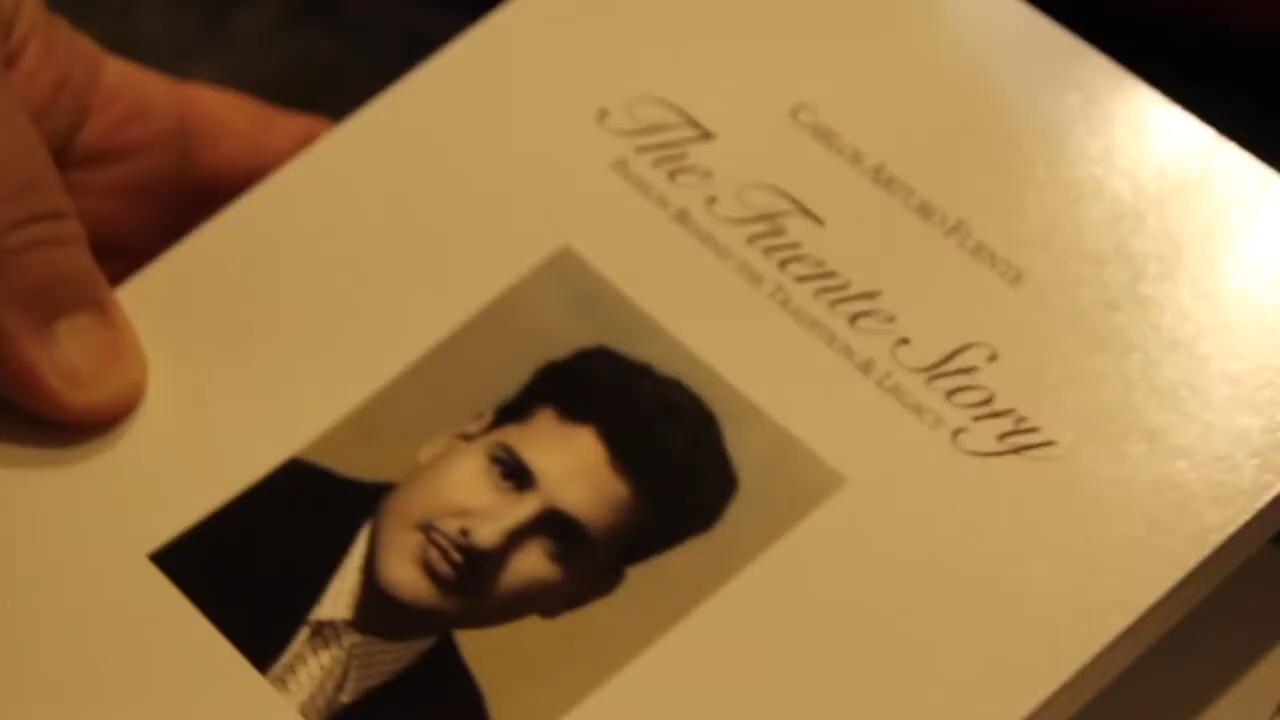 CARLOS ARTURO FUENTE
The Fuente Story
PASSION BEHIND THE TRADITION & LEGACY